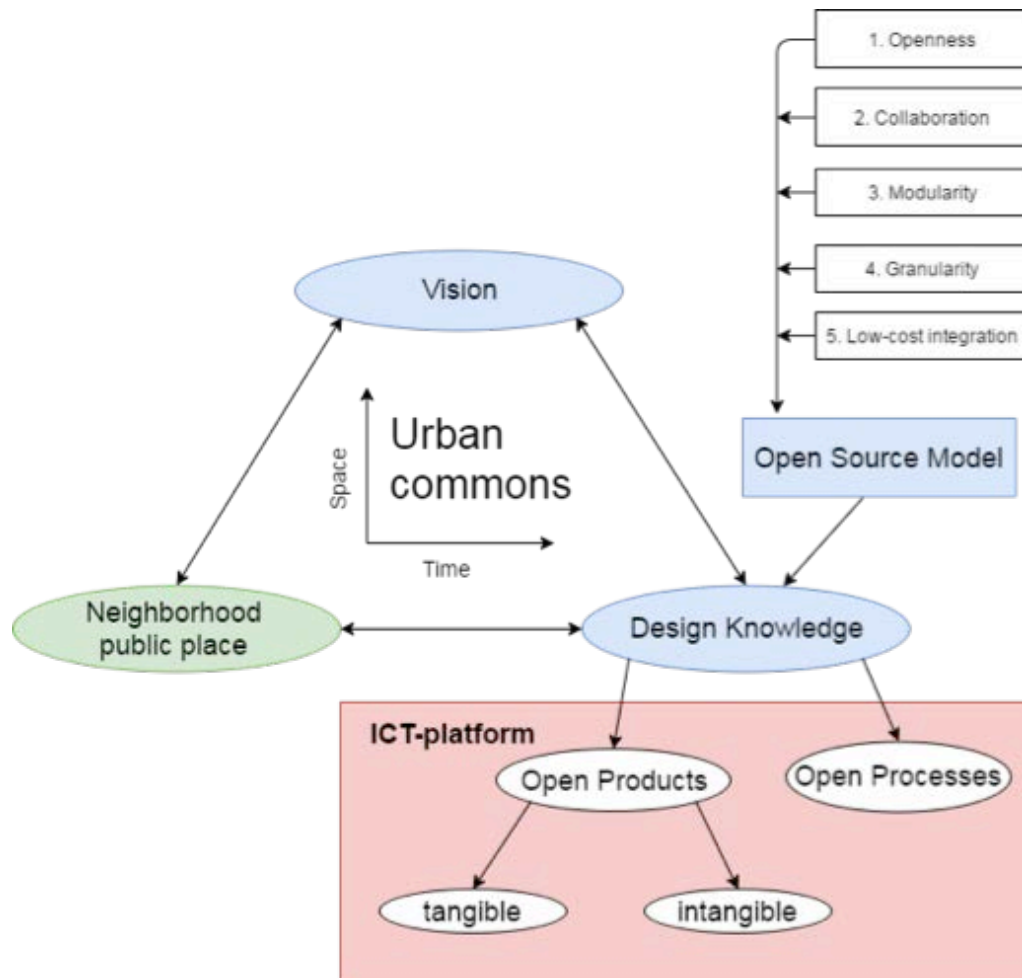 1. Openness
2. Collaboration
3. Modularity
4. Granularity
5. Low-cost integration
Vision
Urban
commons
Space
Time
Open Source Model
Neighborhood
public place
Design Knowledge
ICT-platform
Open Products
Open Processes
tangible
intangible